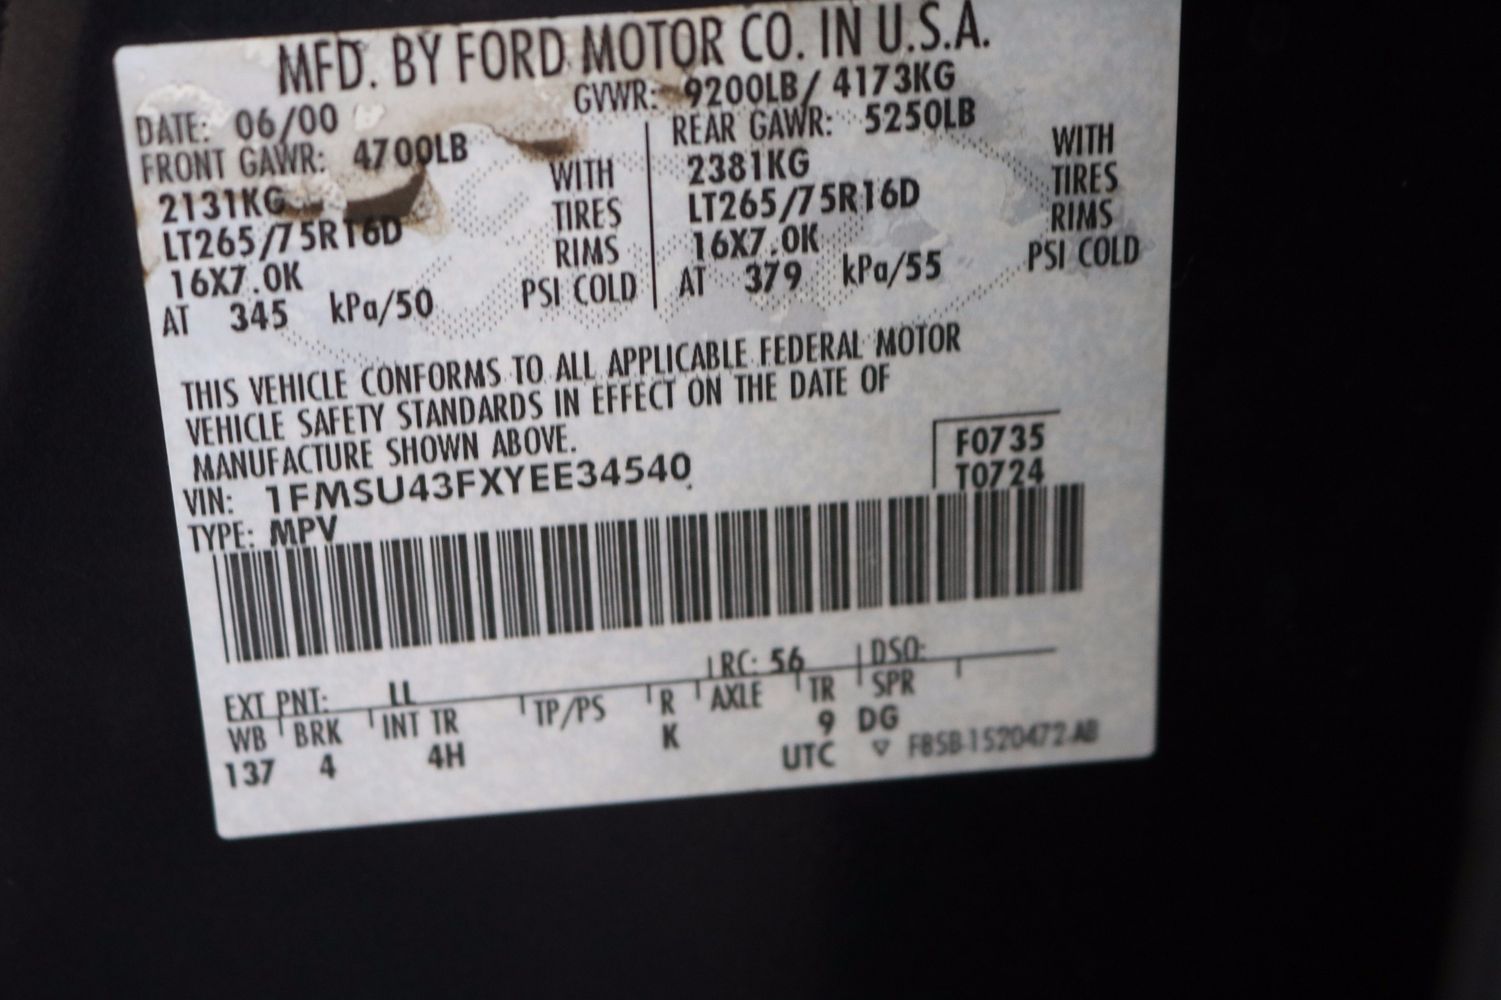 MFD. BY FORD MOTOR CO. IN U.S.A.
DATE: 06/00 GVWR: 9200LB/ 4173KG
FRONT GAWR: 4700LB REAR GAWR: 5250LB
2131KG WITH 2381KG WITH
LT265/75R16D TIRES LT265/75R16D TIRES
16X7.0K RIMS 16X7.0K RIMS
AT 345 kPa/50 PSI COLD AT 379 kPa/55 PSI COLD
THIS VEHICLE CONFORMS TO ALL APPLICABLE FEDERAL MOTOR
VEHICLE SAFETY STANDARDS IN EFFECT ON THE DATE OF
MANUFACTURE SHOWN ABOVE.
F0735
VIN: 1FMSU43FXYEE34540 T0724
TYPE: MPV
EXT PNT: LL RC: 56 DSO:
WB BRK INT TR TP/PS R AXLE TR SPR
137 4 4H K 9 DG
UTC ▽ F85B-1520472-AB